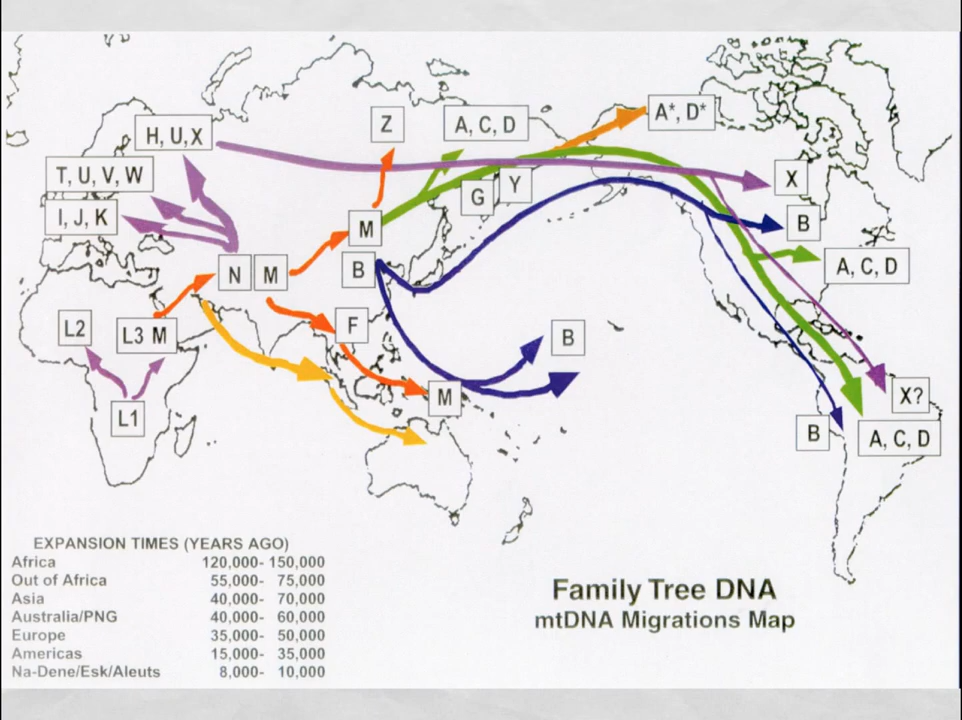 Z
A, C, D
A*, D*
H, U, X
T, U, V, W
X
G
Y
I, J, K
M
B
N
M
B
A, C, D
L2
L3 M
F
B
L1
M
X?
B
A, C, D
EXPANSION TIMES (YEARS AGO)
Africa 120,000- 150,000
Out of Africa 55,000- 75,000
Asia 40,000- 70,000
Australia/PNG 40,000- 60,000
Europe 35,000- 50,000
Americas 15,000- 35,000
Na-Dene/Esk/Aleuts 8,000- 10,000
Family Tree DNA
mtDNA Migrations Map